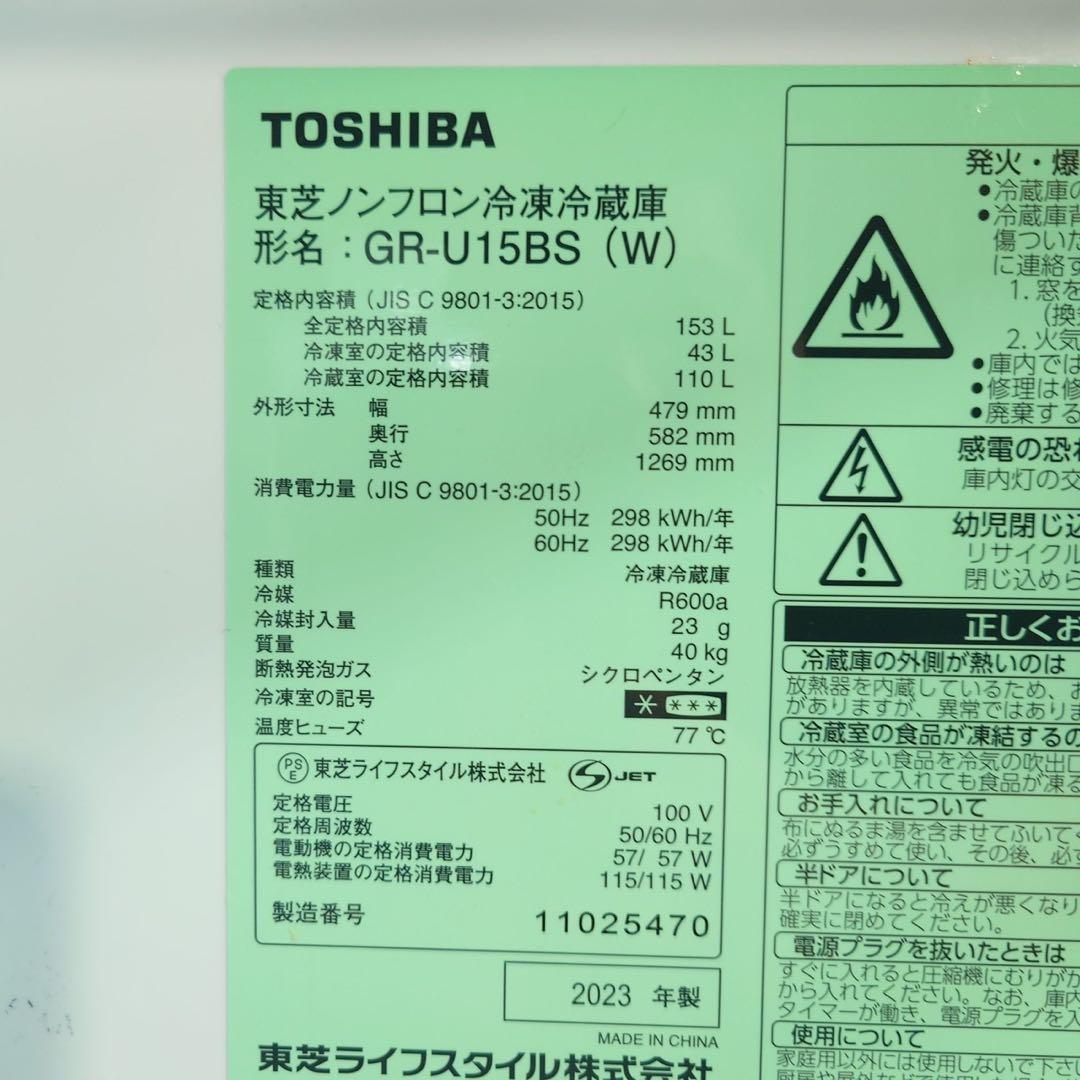 TOSHIBA
東芝ノンフロン冷凍冷蔵庫
形名：GR-U15BS（W）
定格内容積（JIS C 9801-3:2015）
全定格内容積 153 L
冷凍室の定格内容積 43 L
冷蔵室の定格内容積 110 L
外形寸法 幅 479 mm
奥行 582 mm
高さ 1269 mm
消費電力量（JIS C 9801-3:2015）
50Hz 298 kWh/年
60Hz 298 kWh/年
種類 冷凍冷蔵庫
冷媒 R600a
冷媒封入量 23 g
質量 40 kg
断熱発泡ガス シクロペンタン
冷凍室の記号 * ***
温度ヒューズ 77 ℃
PSE 東芝ライフスタイル株式会社 S JET
定格電圧 100 V
定格周波数 50/60 Hz
電動機の定格消費電力 57/ 57 W
電熱装置の定格消費電力 115/115 W
製造番号 11025470
2023 年製
MADE IN CHINA
東芝ライフスタイル株式会社
発火・爆
●冷蔵庫の
●冷蔵庫背
傷ついた
に連絡す
1. 窓を
（換
2. 火気
●庫内では
●修理は修
●廃棄する
感電の恐れ
庫内灯の交
幼児閉じ込
リサイクル
閉じ込めら
正しくお
冷蔵庫の外側が熱いのは
放熱器を内蔵しているため、お
がありますが、異常ではありま
冷蔵室の食品が凍結するの
水分の多い食品を冷気の吹出口
から離して入れても食品が凍る
お手入れについて
布にぬるま湯を含ませてふいてく
必ずうすめて使い、その後、必ず
半ドアについて
半ドアになると冷えが悪くなり
確実に閉めてください。
電源プラグを抜いたときは
すぐに入れると圧縮機にむりがか
から入れてください。なお、庫内
タイマーが働き、電源プラグを入
使用について
家庭用以外には使用しないで下さ
厨房や屋外など